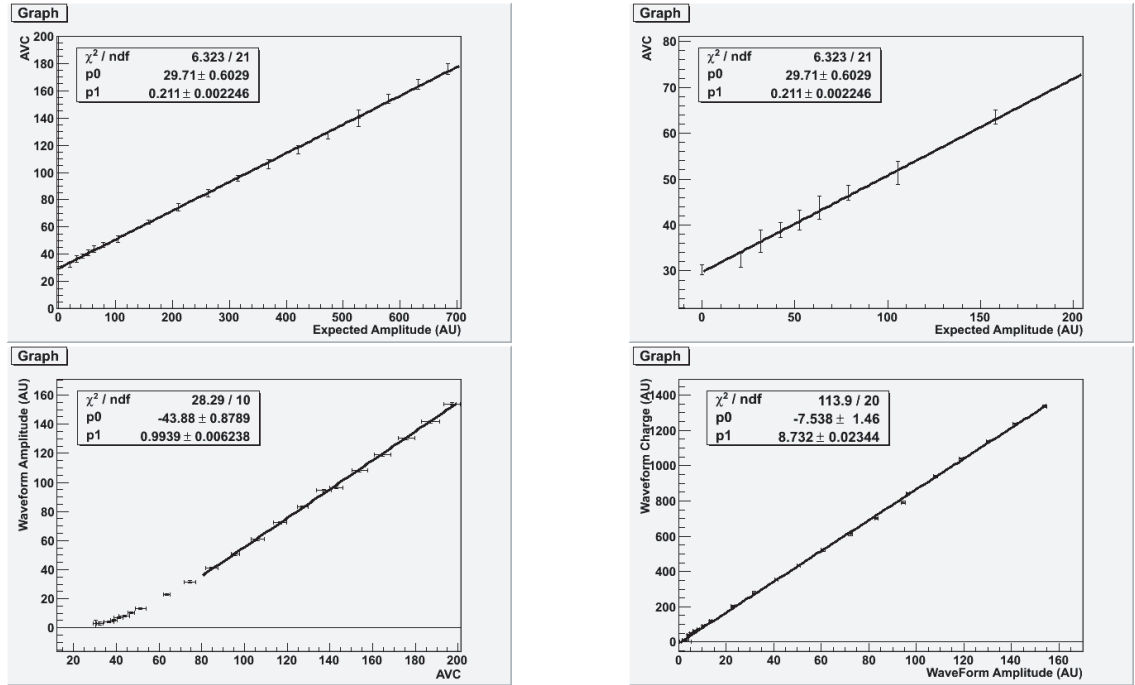 Graph
AVC
200
180
160
140
120
100
80
60
40
20
0
χ² / ndf 6.323 / 21
p0 29.71 ± 0.6029
p1 0.211 ± 0.002246
0 100 200 300 400 500 600 700
Expected Amplitude (AU)
Graph
AVC
80
70
60
50
40
30
χ² / ndf 6.323 / 21
p0 29.71 ± 0.6029
p1 0.211 ± 0.002246
0 50 100 150 200
Expected Amplitude (AU)
Graph
Waveform Amplitude (AU)
160
140
120
100
80
60
40
20
0
χ² / ndf 28.29 / 10
p0 -43.88 ± 0.8789
p1 0.9939 ± 0.006238
20 40 60 80 100 120 140 160 180 200
AVC
Graph
Waveform Charge (AU)
1400
1200
1000
800
600
400
200
0
χ² / ndf 113.9 / 20
p0 -7.538 ± 1.46
p1 8.732 ± 0.02344
0 20 40 60 80 100 120 140 160
WaveForm Amplitude (AU)